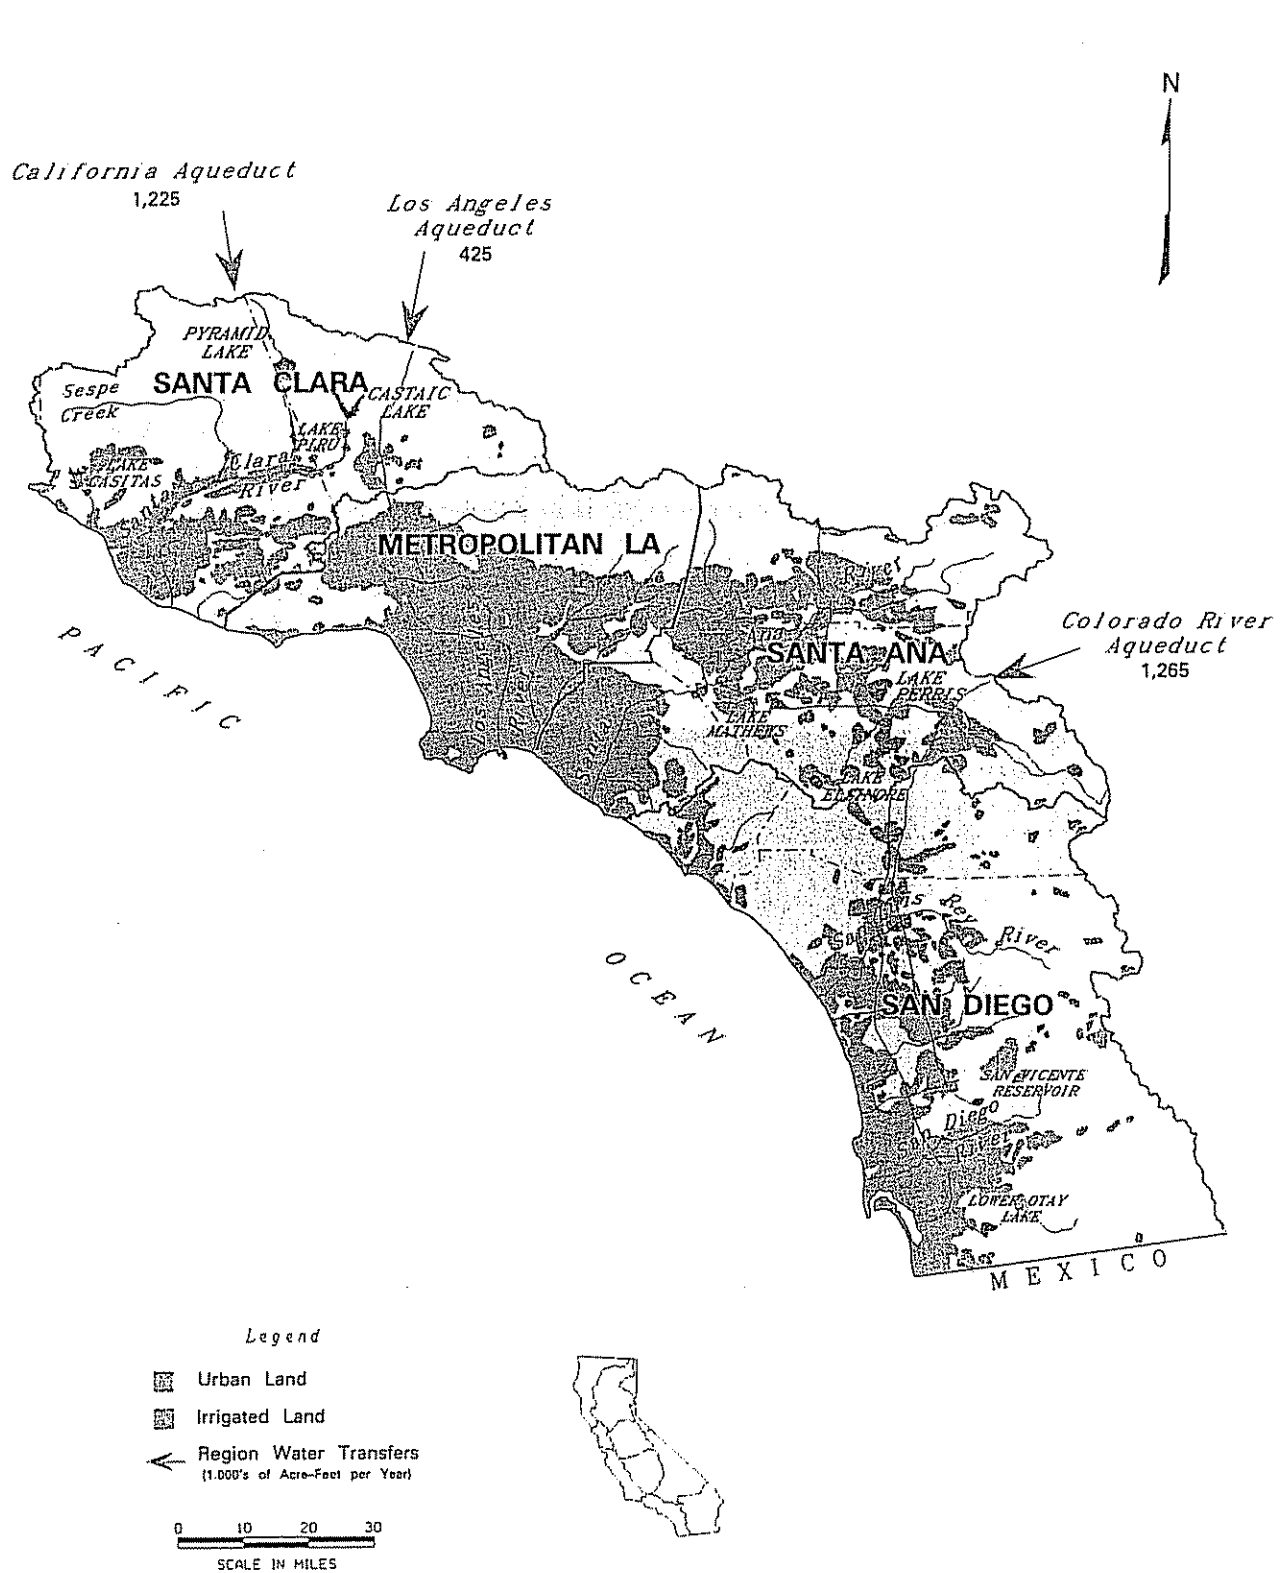 N
California Aqueduct
1,225
Los Angeles
Aqueduct
425
PYRAMID
LAKE
SANTA CLARA
Sespe
Creek
CASTAIC
LAKE
LAKE
PIRU
LAKE
CASITAS
Clara
River
METROPOLITAN LA
River
Colorado River
Aqueduct
1,265
SANTA ANA
LAKE
PERRIS
LAKE
MATHEWS
LAKE
ELSINORE
PACIFIC
OCEAN
Rey
River
SAN DIEGO
SAN VICENTE
RESERVOIR
San Diego
River
LOWER OTAY
LAKE
MEXICO
Legend
Urban Land
Irrigated Land
Region Water Transfers
(1,000's of Acre-Feet per Year)
0 10 20 30
SCALE IN MILES